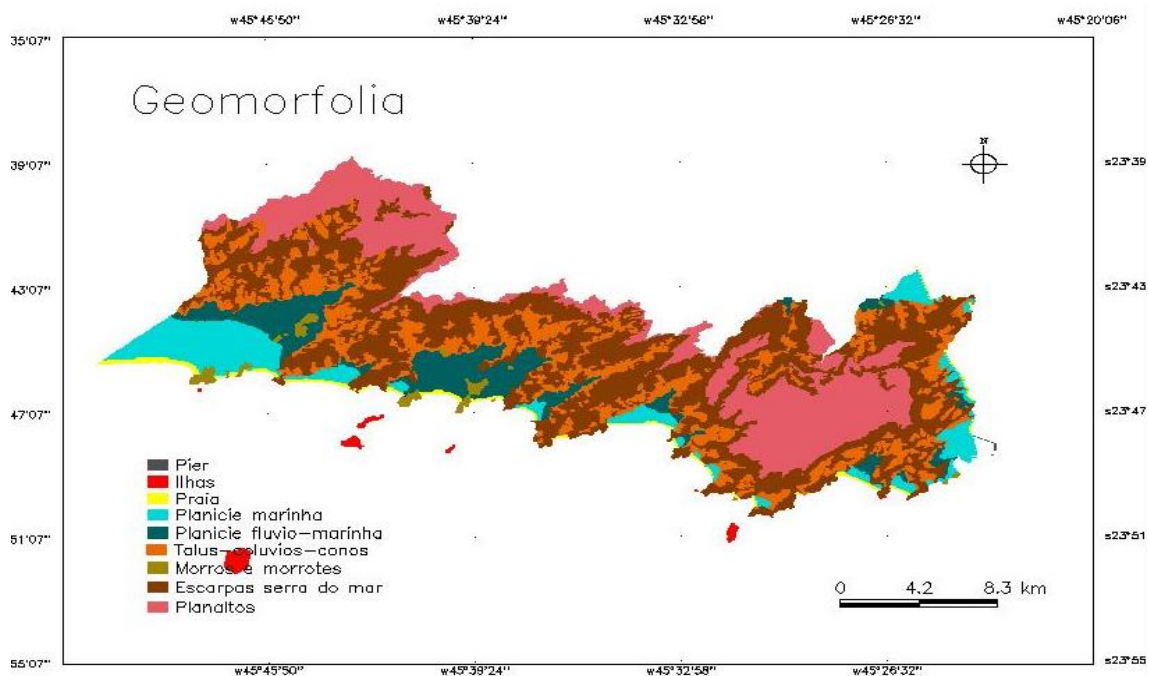 w45°45'50" w45°39'24" w45°32'58" w45°26'32" w45°20'06"
35'07"
Geomorfolia
39'07" N s23°39
43'07" s23°43
47'07" s23°47
Pier
Ilhas
Praia
Planicie marinha
Planicie fluvio-marinha
51'07" s23°51
Talus-coluvios-conos
Morros e morrotes
Escarpas serra do mar
Planaltos
0 4.2 8.3 km
55'07" s23°55
w45°45'50" w45°39'24" w45°32'58" w45°26'32"